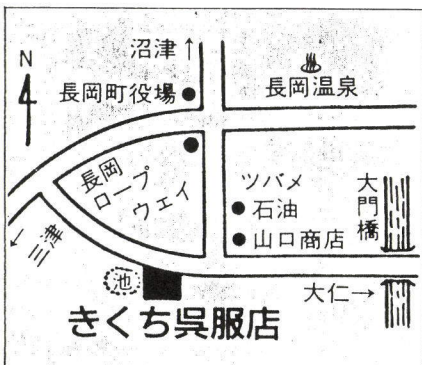 沼津↑
N
長岡町役場
長岡温泉
長岡
ロープ
ウェイ
ツバメ
石油
山口商店
大門橋
←三津
池
大仁→
きくち呉服店